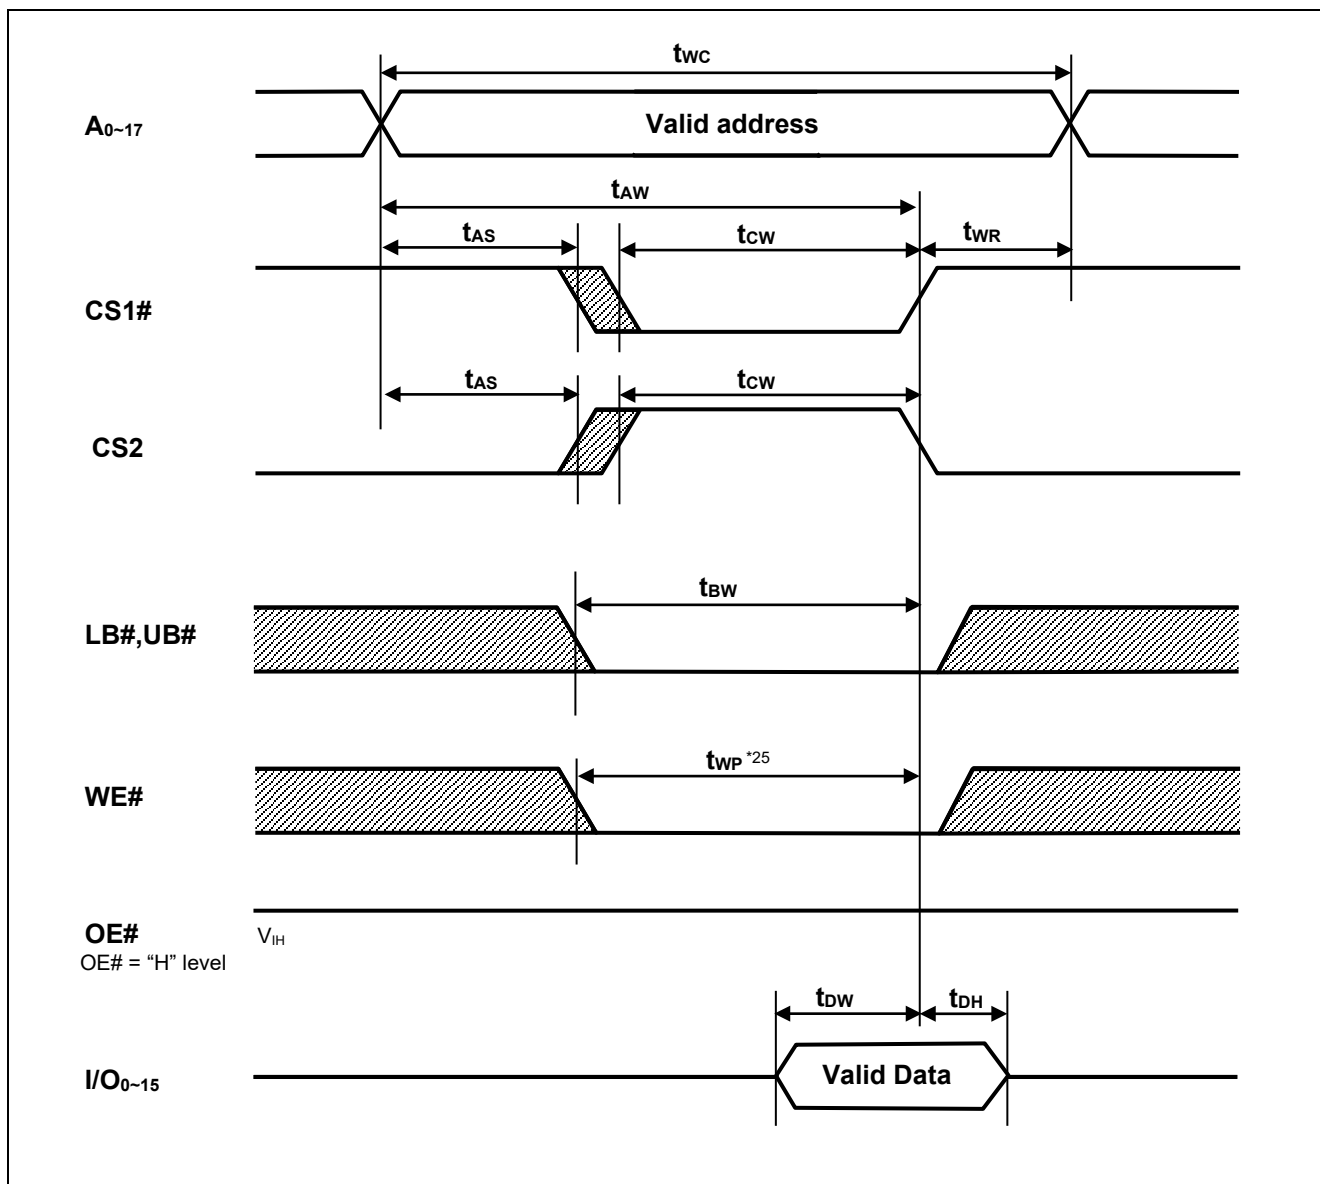 tWC
A0~17
Valid address
tAW
tAS
tCW
tWR
CS1#
tAS
tCW
CS2
tBW
LB#,UB#
tWP *25
WE#
OE#
VIH
OE# = “H” level
tDW
tDH
I/O0~15
Valid Data